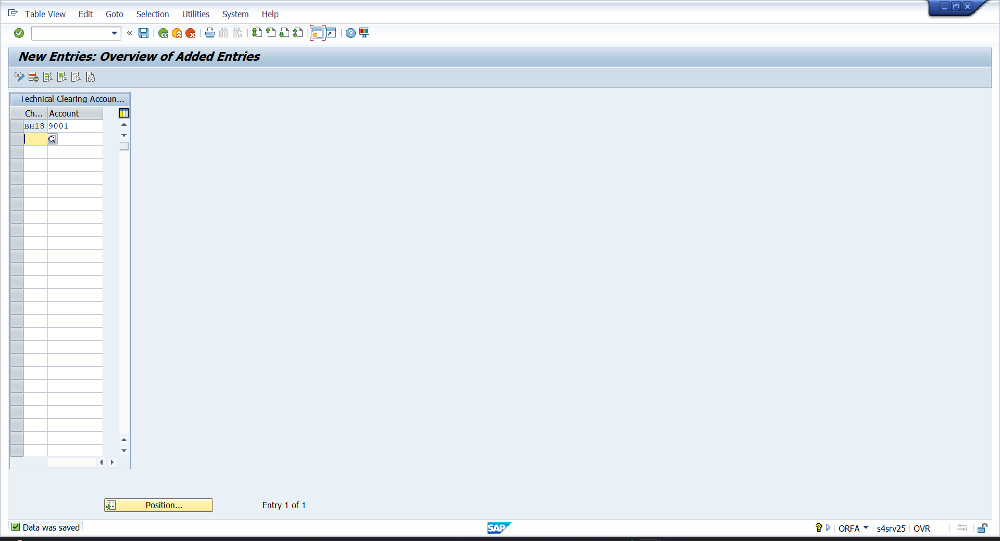 Table View Edit Goto Selection Utilities System Help
New Entries: Overview of Added Entries
Technical Clearing Accoun...
Ch... Account
BH18 9001
Position... Entry 1 of 1
Data was saved SAP ORFA s4srv25 OVR